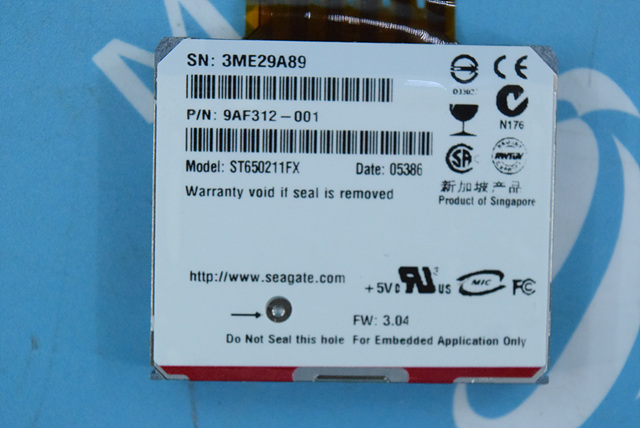 SN: 3ME29A89
P/N: 9AF312-001
Model: ST650211FX Date: 05386
Warranty void if seal is removed
N176
新加坡产品
Product of Singapore
http://www.seagate.com
+5V
US
MIC
FC
FW: 3.04
Do Not Seal this hole For Embedded Application Only